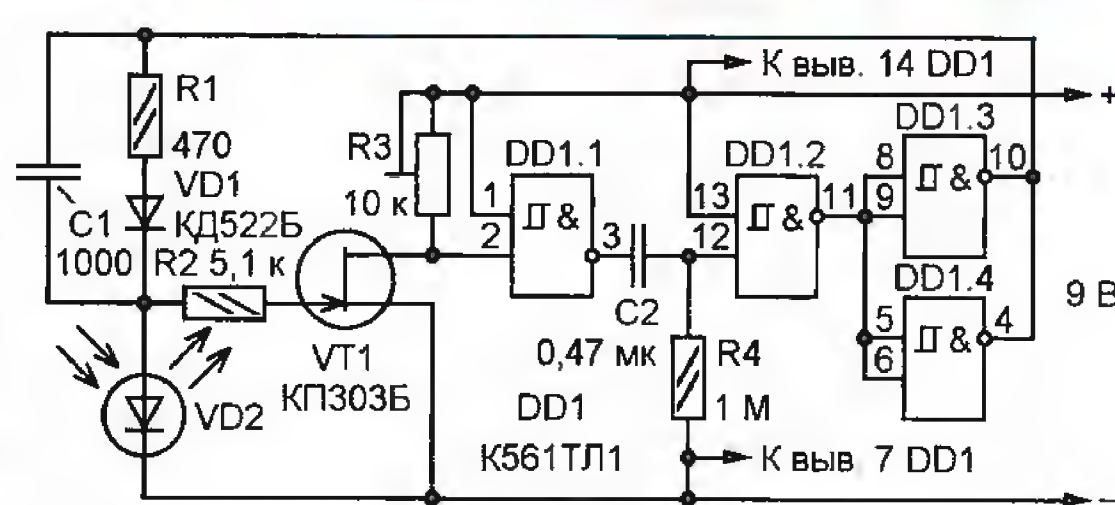 К выв. 14 DD1
+
R1
470
VD1
КД522Б
C1
1000
R2 5,1 к
R3
10 к
DD1.1
1
2
&
3
DD1.2
13
12
&
11
DD1.3
8
9
&
10
DD1.4
5
6
&
4
9 В
VT1
КП303Б
C2
0,47 мк
R4
1 М
VD2
DD1
К561ТЛ1
К выв. 7 DD1
−